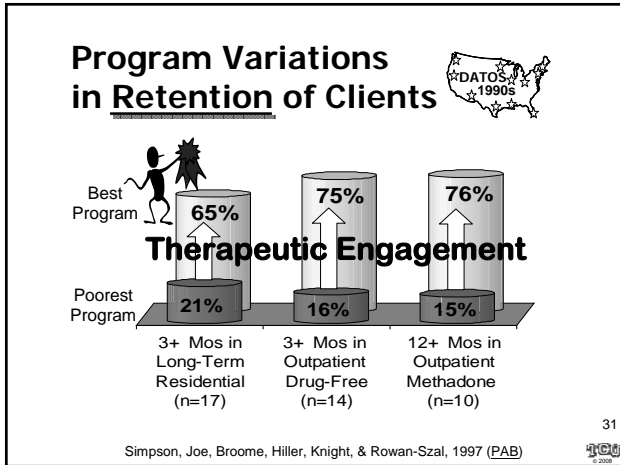 Program Variations
in Retention of Clients
DATOS
1990s
Best
Program
65%
75%
76%
Therapeutic Engagement
Poorest
Program
21%
16%
15%
3+ Mos in
Long-Term
Residential
(n=17)
3+ Mos in
Outpatient
Drug-Free
(n=14)
12+ Mos in
Outpatient
Methadone
(n=10)
31
Simpson, Joe, Broome, Hiller, Knight, & Rowan-Szal, 1997 (PAB)
TCU
© 2008